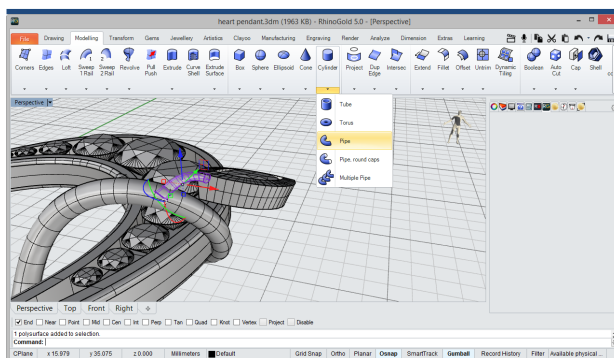 heart pendant.3dm (1963 KB) - RhinoGold 5.0 - [Perspective]
File Drawing Modelling Transform Gems Jewellery Artistics Clayoo Manufacturing Engraving Render Analyze Dimension Extras Learning
Corners Edges Loft Sweep 1 Rail Sweep 2 Rail Revolve Pull Push Extrude Curve Shell Extrude Surface Box Sphere Ellipsoid Cone Cylinder Project Dup Edge Intersec Extend Fillet Offset Untrim Dynamic Tiling Boolean Auto Cut Cap Shell
Perspective
Tube
Torus
Pipe
Pipe, round caps
Multiple Pipe
Perspective Top Front Right
End Near Point Mid Cen Int Perp Tan Quad Knot Vertex Project Disable
1 polysurface added to selection.
Command:
CPlane x 15.979 y 35.075 z 0.000 Millimeters Default Grid Snap Ortho Planar Osnap SmartTrack Gumball Record History Filter Available physical ...